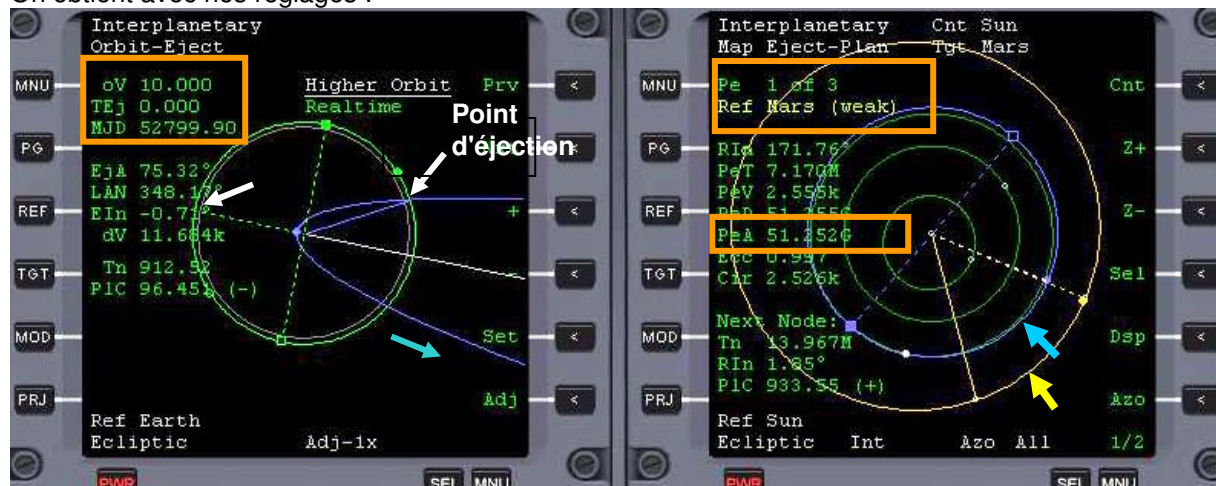 On obtient avec nos réglages :
Interplanetary
Orbit-Eject
oV 10.000
TEj 0.000
MJD 52799.90
Higher Orbit
Realtime
Point
d'éjection
EjA 75.32°
LAN 348.17°
EIn -0.71°
dV 11.684k
Tn 912.52
PlC 96.451 (-)
Ref Earth
Ecliptic Adj-1x
MNU
PG
REF
TGT
MOD
PRJ
Prv <
<
+ <
- <
Set <
Adj <
PWR SEL MNU
Interplanetary Cnt Sun
Map Eject-Plan Tgt Mars
Pe 1 of 3
Ref Mars (weak)
RIn 171.76°
PeT 7.170M
PeV 2.555k
PeA 51.252G
Ecc 0.997
Cir 2.526k
Next Node:
Tn 13.967M
RIn 1.85°
PlC 933.55 (+)
Ref Sun
Ecliptic Int Azo All 1/2
MNU
PG
REF
TGT
MOD
PRJ
Cnt <
Z+ <
Z- <
Sel <
Dsp <
Azo <
PWR SEL MNU